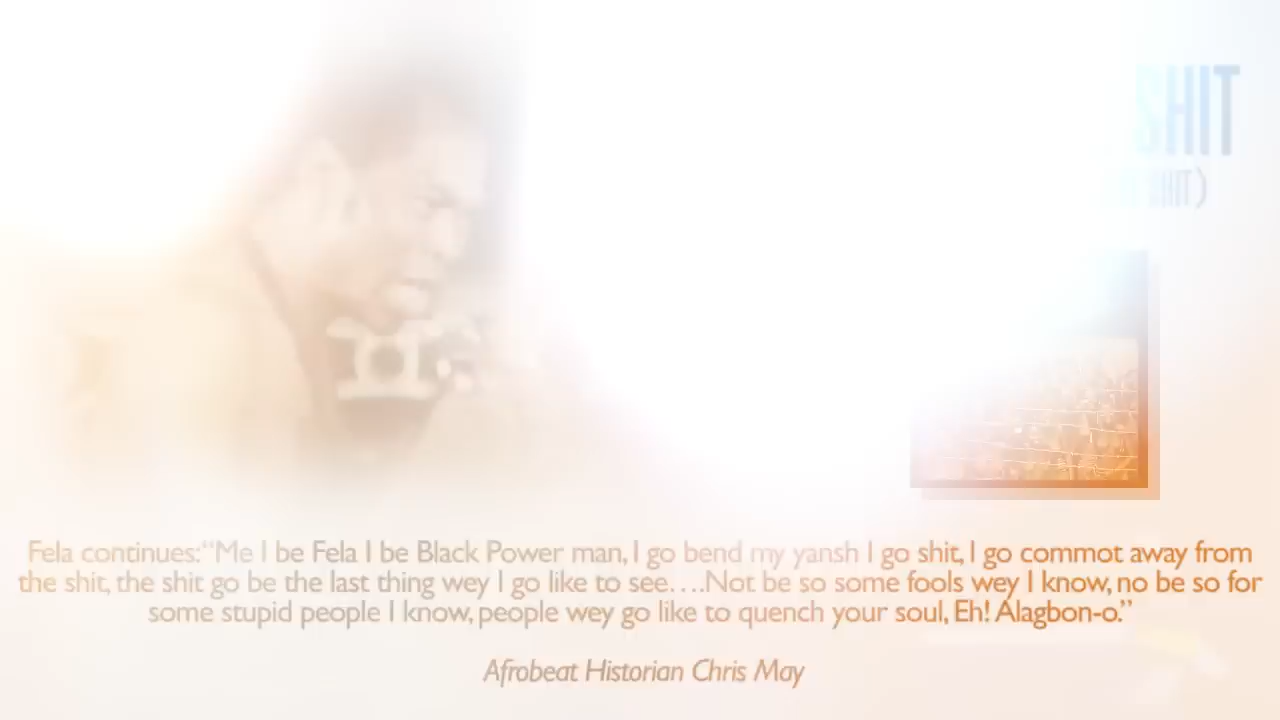 SHIT
SHIT)
Fela continues:“Me I be Fela I be Black Power man, I go bend my yansh I go shit, I go commot away from
the shit, the shit go be the last thing wey I go like to see….Not be so some fools wey I know, no be so for
some stupid people I know, people wey go like to quench your soul, Eh! Alagbon-o.”
Afrobeat Historian Chris May